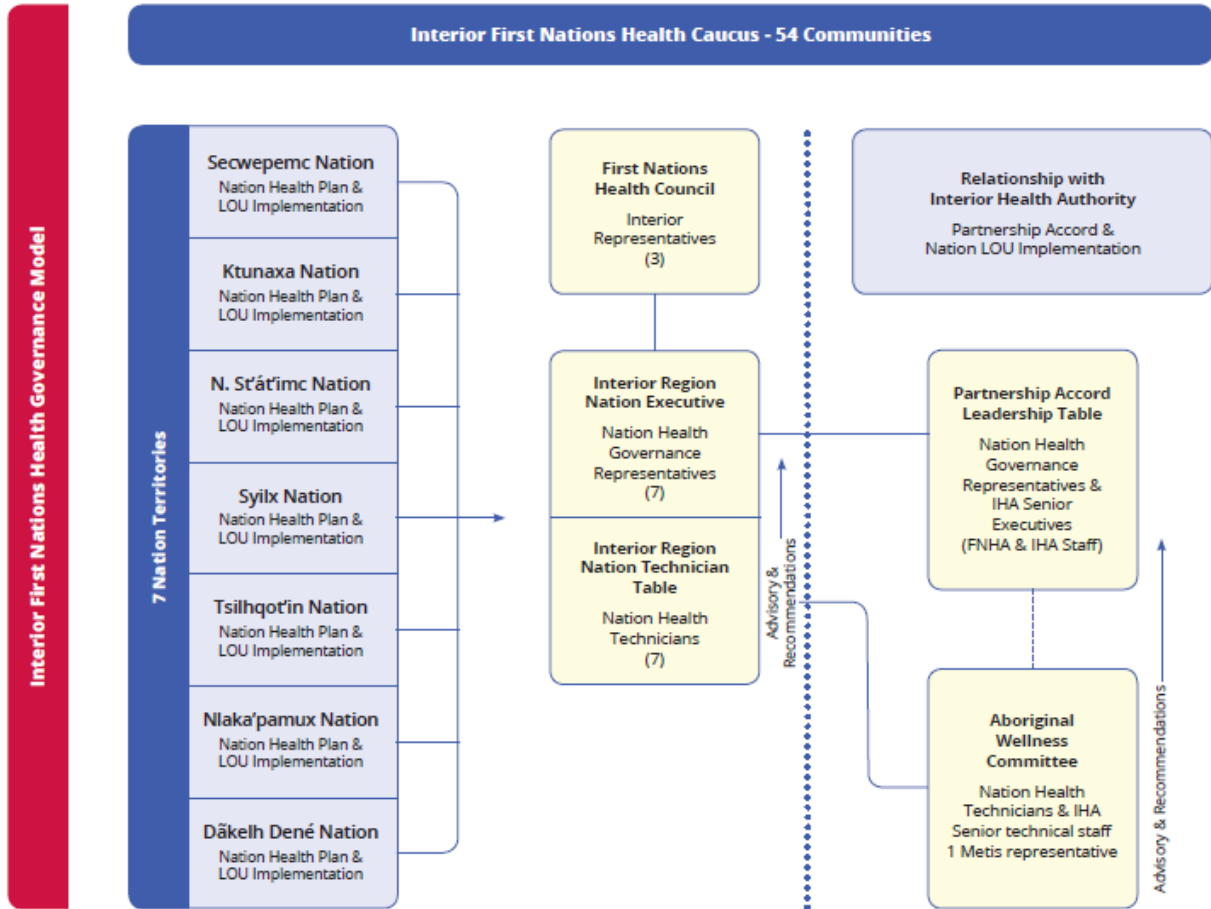 Interior First Nations Health Governance Model
Interior First Nations Health Caucus - 54 Communities
7 Nation Territories
Secwepemc Nation
Nation Health Plan &
LOU Implementation
Ktunaxa Nation
Nation Health Plan &
LOU Implementation
N. St'át'imc Nation
Nation Health Plan &
LOU Implementation
Syilx Nation
Nation Health Plan &
LOU Implementation
Tsilhqot'in Nation
Nation Health Plan &
LOU Implementation
Nlaka'pamux Nation
Nation Health Plan &
LOU Implementation
Dãkelh Dené Nation
Nation Health Plan &
LOU Implementation
First Nations
Health Council
Interior
Representatives
(3)
Interior Region
Nation Executive
Nation Health
Governance
Representatives
(7)
Interior Region
Nation Technician
Table
Nation Health
Technicians
(7)
Advisory &
Recommendations
Relationship with
Interior Health Authority
Partnership Accord &
Nation LOU Implementation
Partnership Accord
Leadership Table
Nation Health
Governance
Representatives &
IHA Senior
Executives
(FNHA & IHA Staff)
Aboriginal
Wellness
Committee
Nation Health
Technicians & IHA
Senior technical staff
1 Metis representative
Advisory & Recommendations